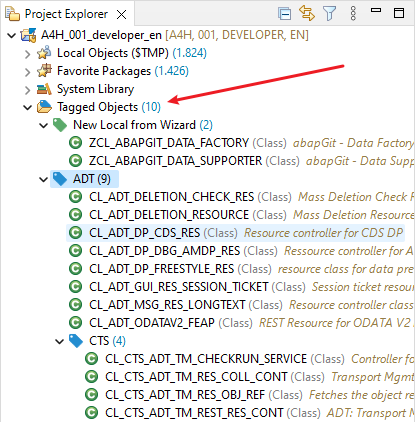 Project Explorer
A4H_001_developer_en [A4H, 001, DEVELOPER, EN]
Local Objects ($TMP) (1.824)
Favorite Packages (1.426)
System Library
Tagged Objects (10)
New Local from Wizard (2)
ZCL_ABAPGIT_DATA_FACTORY (Class) abapGit - Data Factory
ZCL_ABAPGIT_DATA_SUPPORTER (Class) abapGit - Data
ADT (9)
CL_ADT_DELETION_CHECK_RES (Class) Mass Deletion Check R
CL_ADT_DELETION_RESOURCE (Class) Mass Deletion Resource
CL_ADT_DP_CDS_RES (Class) Resource controller for CDS DP
CL_ADT_DP_DBG_AMDP_RES (Class) Ressource controller for A
CL_ADT_DP_FREESTYLE_RES (Class) resource class for data pre
CL_ADT_GUI_RES_SESSION_TICKET (Class) Session ticket resour
CL_ADT_MSG_RES_LONGTEXT (Class) Resource controller class
CL_ADT_ODATAV2_FEAP (Class) REST Resource for ODATA V2
CTS (4)
CL_CTS_ADT_TM_CHECKRUN_SERVICE (Class) Controller fo
CL_CTS_ADT_TM_RES_COLL_CONT (Class) Transport Mgmt
CL_CTS_ADT_TM_RES_OBJ_REF (Class) Fetches the object re
CL_CTS_ADT_TM_REST_RES_CONT (Class) ADT: Transport M